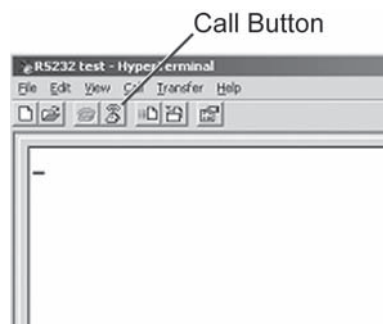 Call Button
RS232 test - HyperTerminal
File Edit View Call Transfer Help